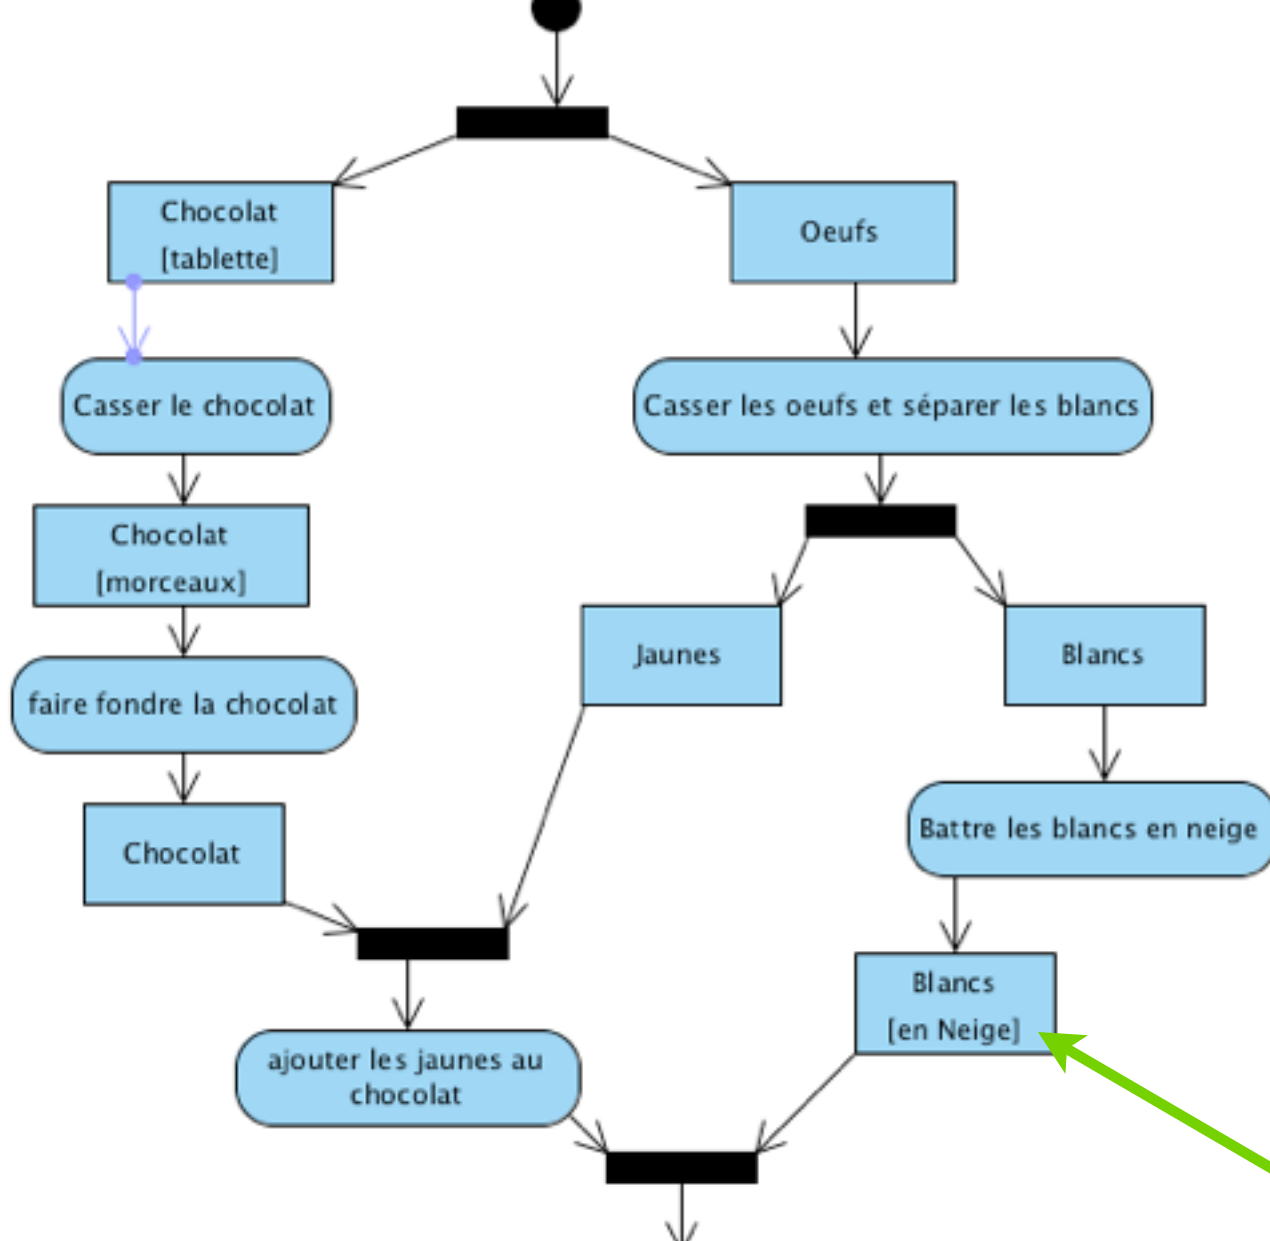 Chocolat
[tablette]
Oeufs
Casser le chocolat
Casser les oeufs et séparer les blancs
Chocolat
[morceaux]
Jaunes
Blancs
faire fondre la chocolat
Battre les blancs en neige
Chocolat
Blancs
[en Neige]
ajouter les jaunes au
chocolat